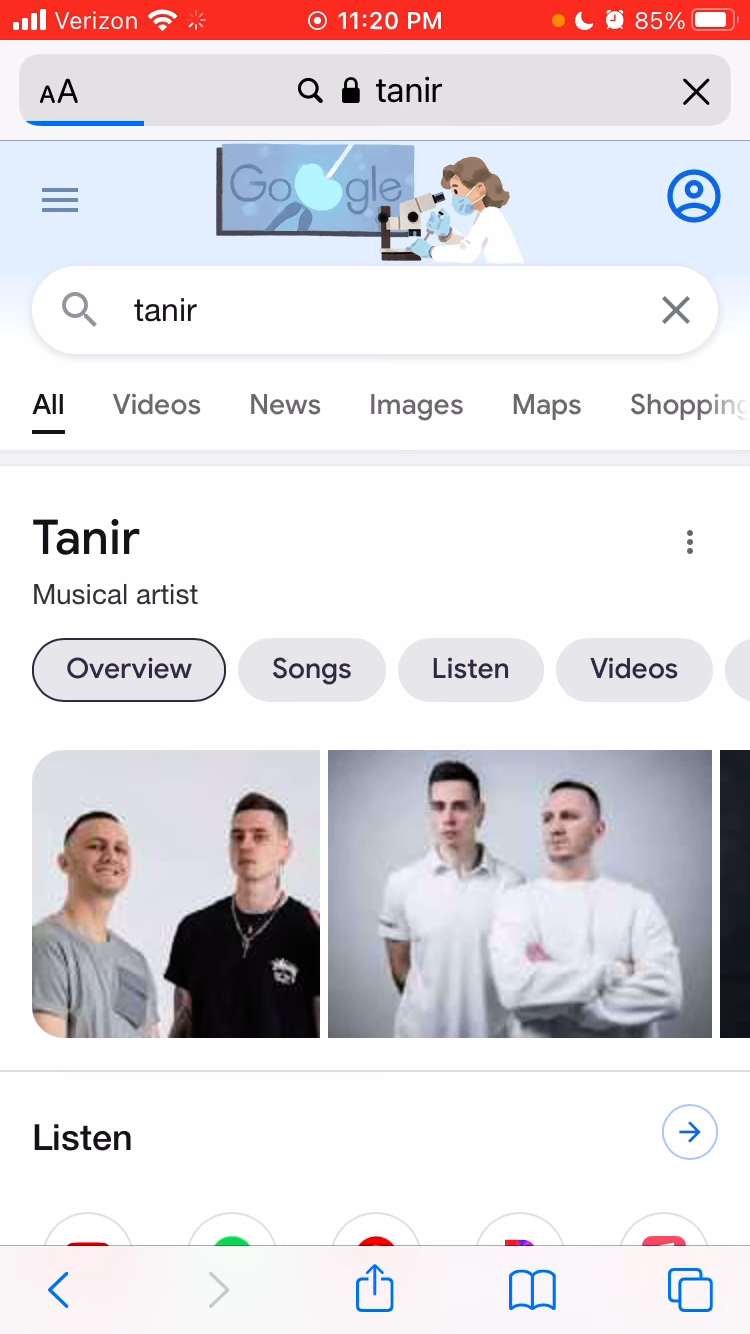 Verizon 11:20 PM 85%
AA tanir
Google
tanir
All Videos News Images Maps Shopping
Tanir
Musical artist
Overview Songs Listen Videos
Listen